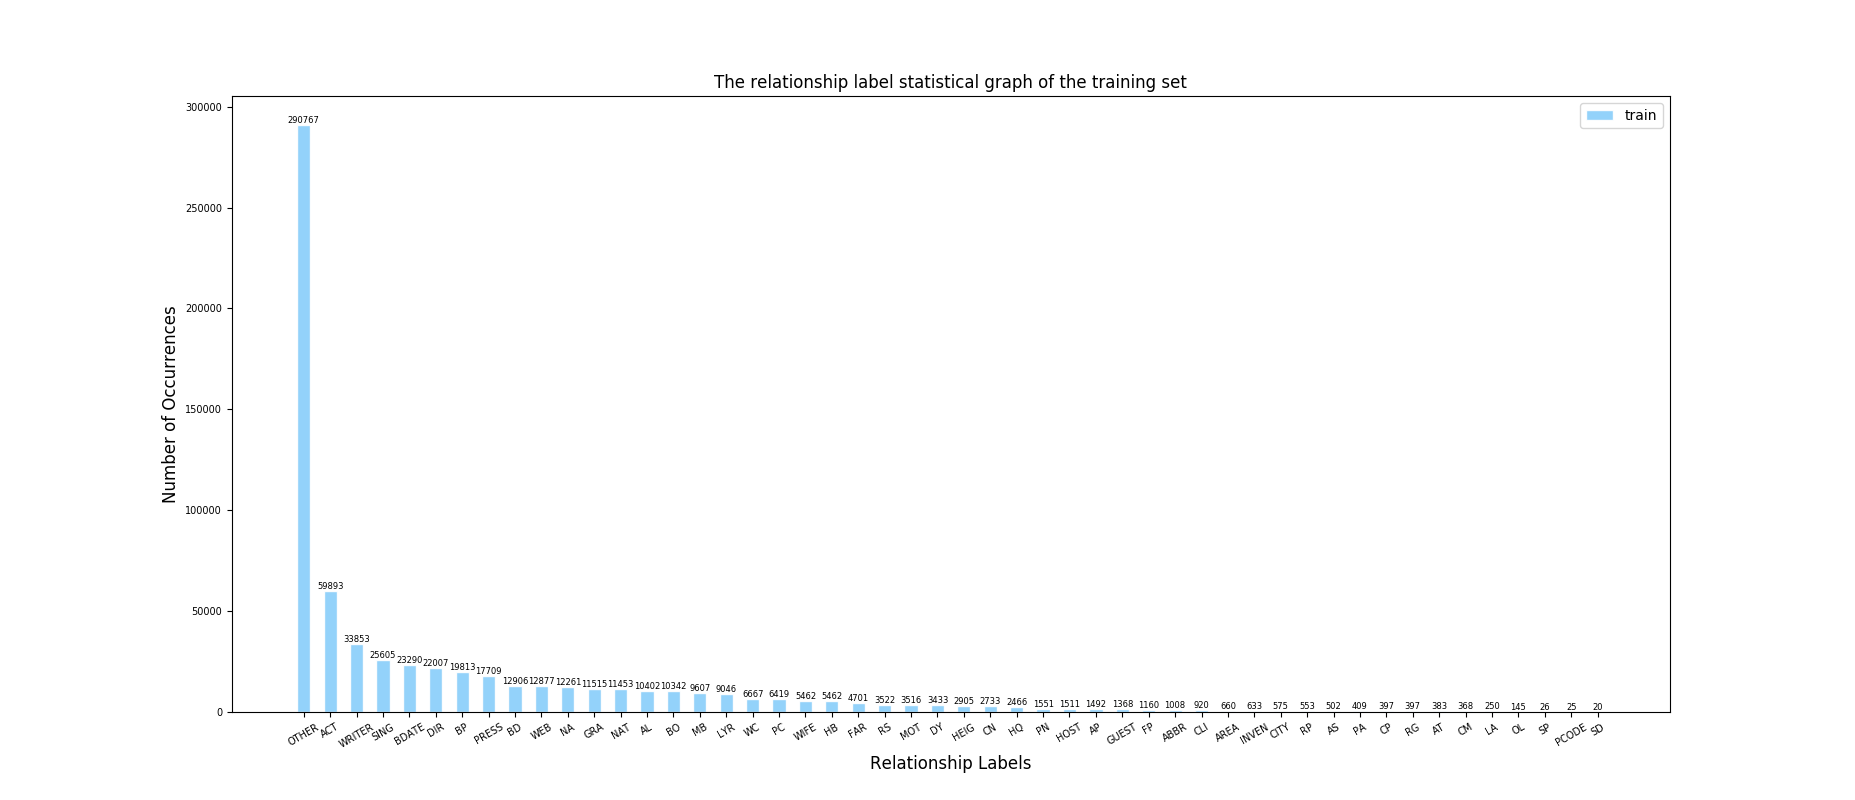 The relationship label statistical graph of the training set
train
Number of Occurrences
300000
250000
200000
150000
100000
50000
0
290767 59893 33853 25605 23290 22007 19813 17709 12906 12877 12261 11515 11453 10402 10342 9607 9046 6667 6419 5462 5462 4701 3522 3516 3433 2905 2733 2466 1551 1511 1492 1368 1160 1008 920 660 633 575 553 502 409 397 397 383 368 250 145 26 25 20
OTHER ACT WRITER SING BDATE DIR BP PRESS BD WEB NA GRA NAT AL BO MB LYR WC PC WIFE HB FAR RS MOT DY HEIG CN HQ PN HOST AP GUEST FP ABBR CLI AREA INVEN CITY RP AS PA CP RG AT CM LA OL SP PCODE SD
Relationship Labels